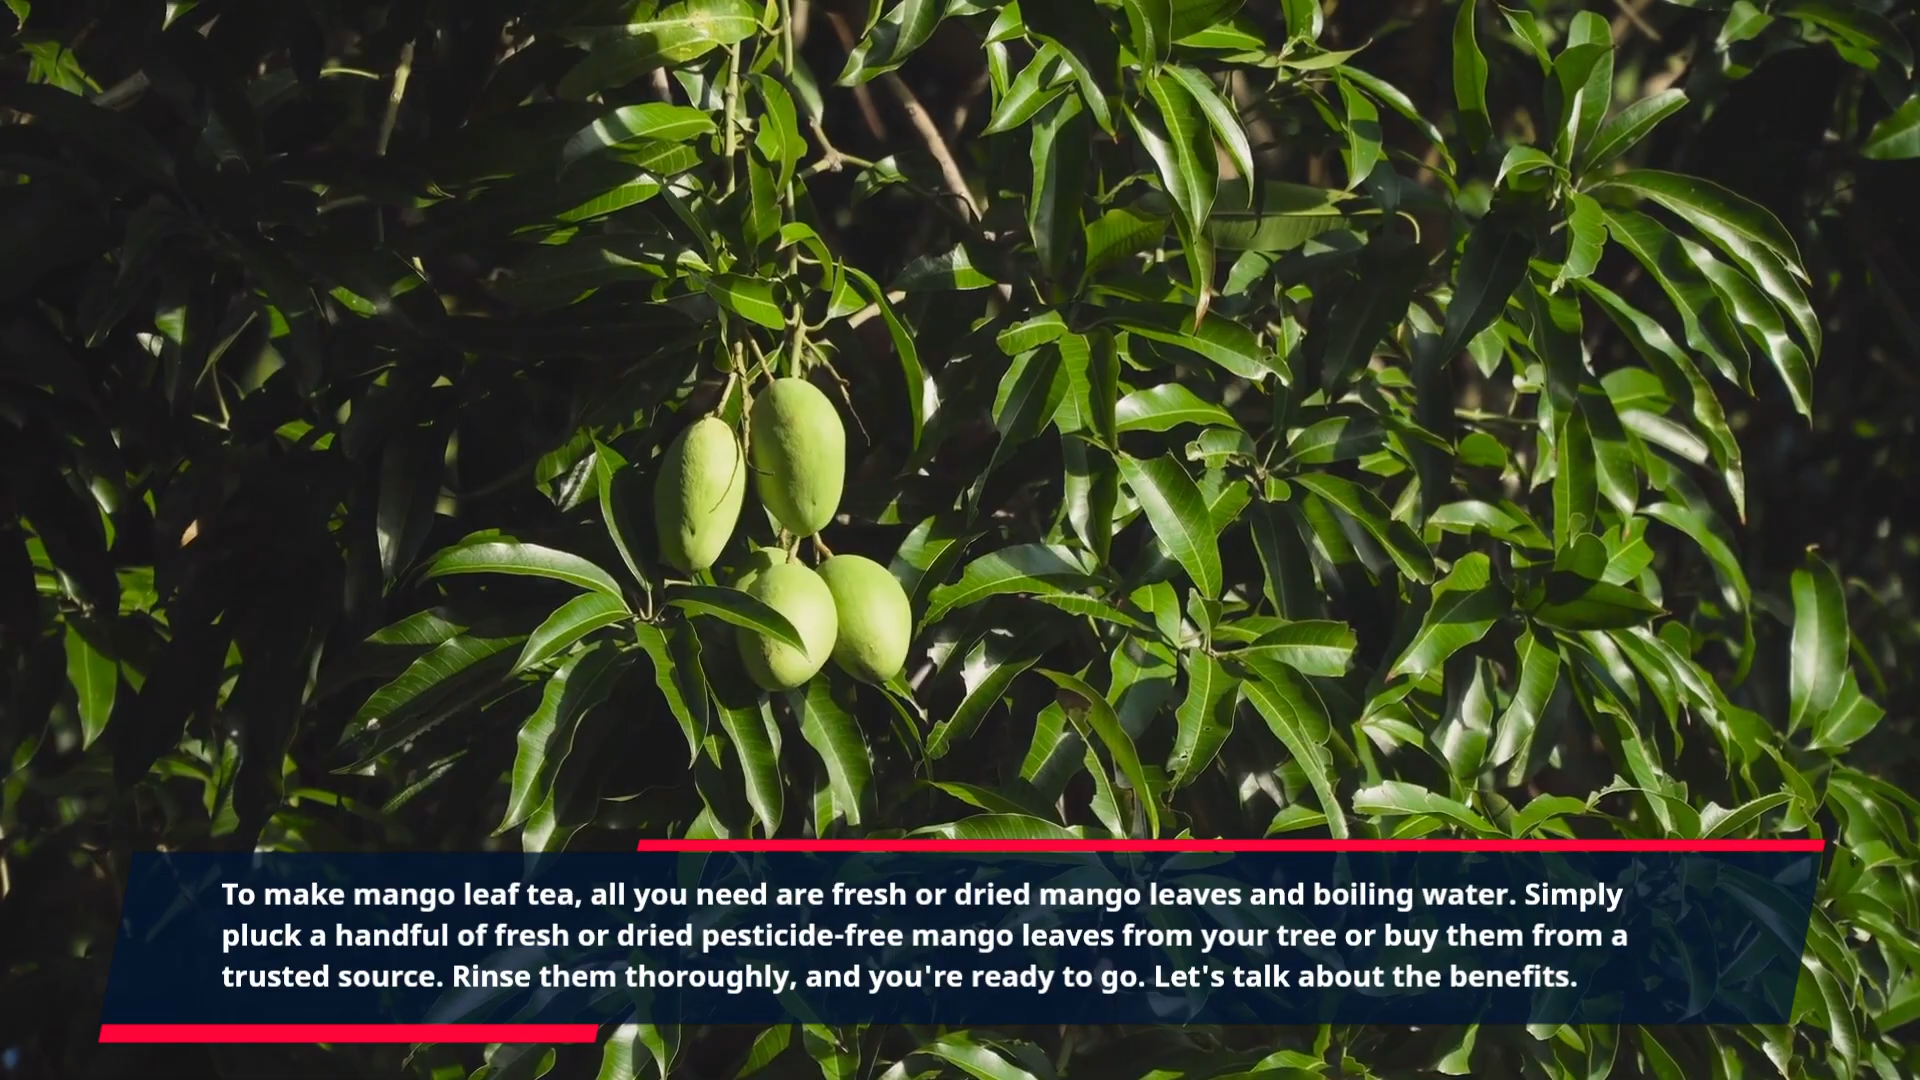 To make mango leaf tea, all you need are fresh or dried mango leaves and boiling water. Simply
pluck a handful of fresh or dried pesticide-free mango leaves from your tree or buy them from a
trusted source. Rinse them thoroughly, and you're ready to go. Let's talk about the benefits.